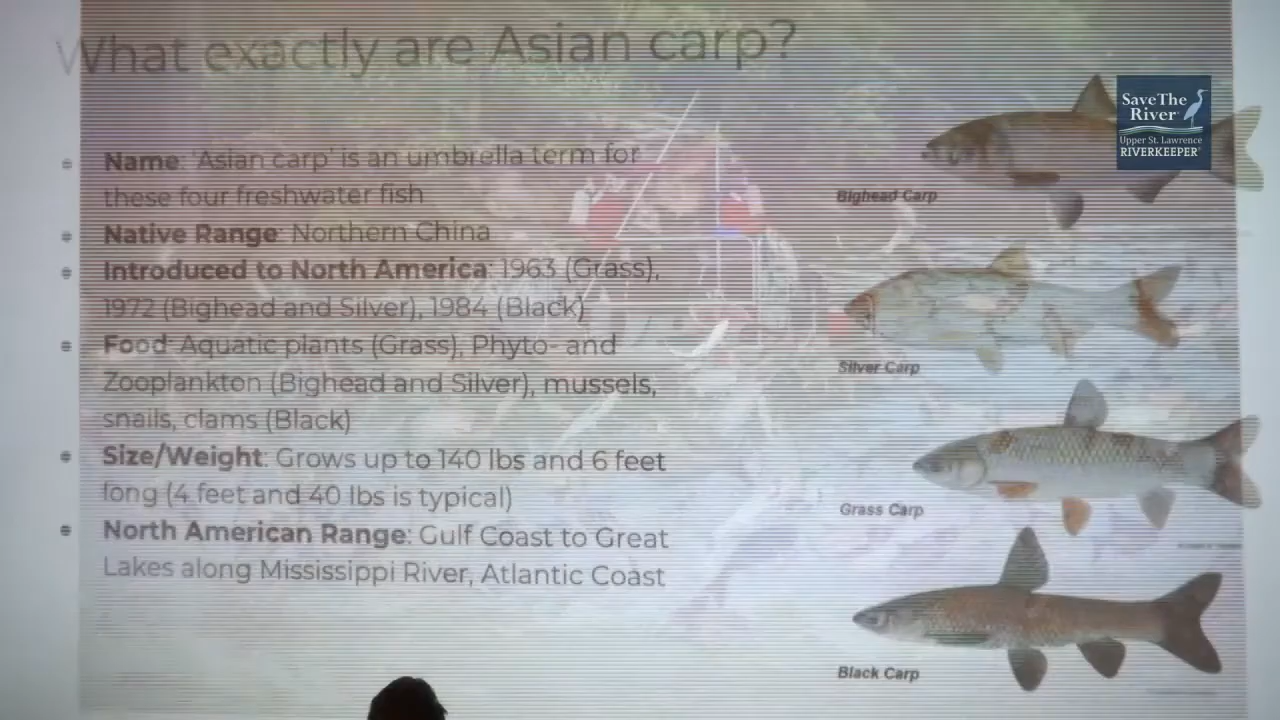 What exactly are Asian carp?
Save The
River
Upper St. Lawrence
RIVERKEEPER
Name: 'Asian carp' is an umbrella term for
these four freshwater fish
Native Range: Northern China
Introduced to North America: 1963 (Grass),
1972 (Bighead and Silver), 1984 (Black)
Food: Aquatic plants (Grass), Phyto- and
Zooplankton (Bighead and Silver), mussels,
snails, clams (Black)
Size/Weight: Grows up to 140 lbs and 6 feet
long (4 feet and 40 lbs is typical)
North American Range: Gulf Coast to Great
Lakes along Mississippi River, Atlantic Coast
Bighead Carp
Silver Carp
Grass Carp
Black Carp